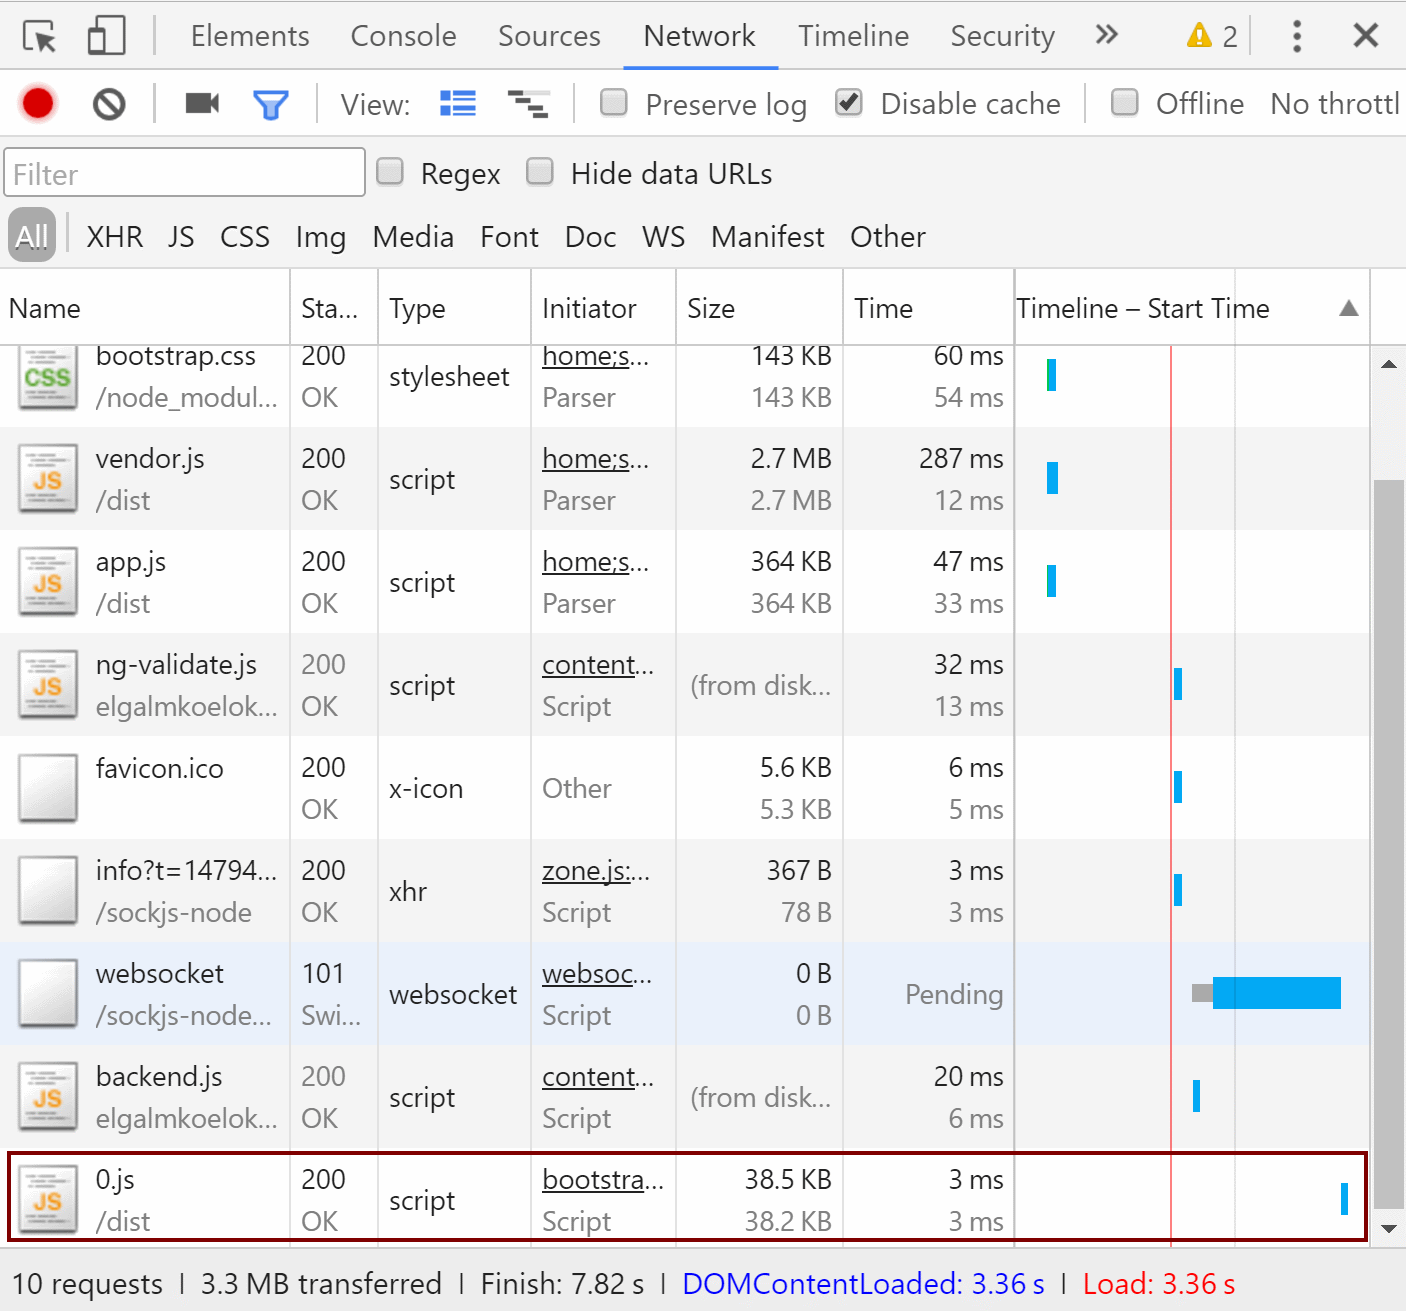 Elements Console Sources Network Timeline Security » 2
View: Preserve log Disable cache Offline No throttl
Filter Regex Hide data URLs
All XHR JS CSS Img Media Font Doc WS Manifest Other
Name Sta... Type Initiator Size Time Timeline – Start Time
CSS bootstrap.css 200 stylesheet home;s... 143 KB 60 ms
/node_modul... OK Parser 143 KB 54 ms
JS vendor.js 200 script home;s... 2.7 MB 287 ms
/dist OK Parser 2.7 MB 12 ms
JS app.js 200 script home;s... 364 KB 47 ms
/dist OK Parser 364 KB 33 ms
JS ng-validate.js 200 script content... (from disk... 32 ms
elgalmkoelok... OK Script 13 ms
favicon.ico 200 x-icon Other 5.6 KB 6 ms
OK 5.3 KB 5 ms
info?t=14794... 200 xhr zone.js:... 367 B 3 ms
/sockjs-node OK Script 78 B 3 ms
websocket 101 websocket websoc... 0 B Pending
/sockjs-node... Swi... Script 0 B
JS backend.js 200 script content... (from disk... 20 ms
elgalmkoelok... OK Script 6 ms
JS 0.js 200 script bootstra... 38.5 KB 3 ms
/dist OK Script 38.2 KB 3 ms
10 requests | 3.3 MB transferred | Finish: 7.82 s | DOMContentLoaded: 3.36 s | Load: 3.36 s